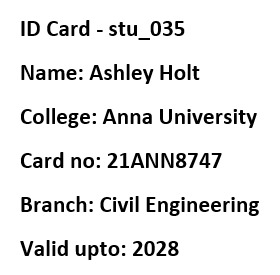 ID Card - stu_035
Name: Ashley Holt
College: Anna University
Card no: 21ANN8747
Branch: Civil Engineering
Valid upto: 2028